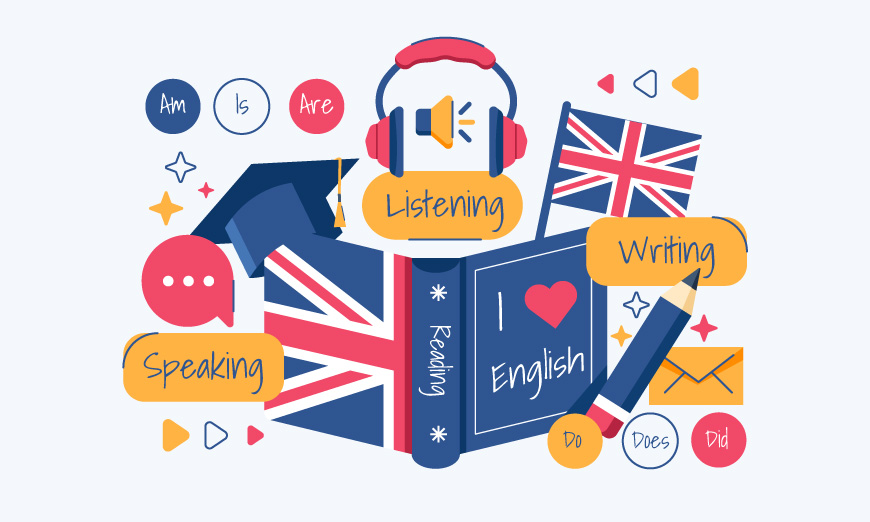 Am
Is
Are
Listening
Writing
I
English
Reading
Speaking
Do
Does
Did